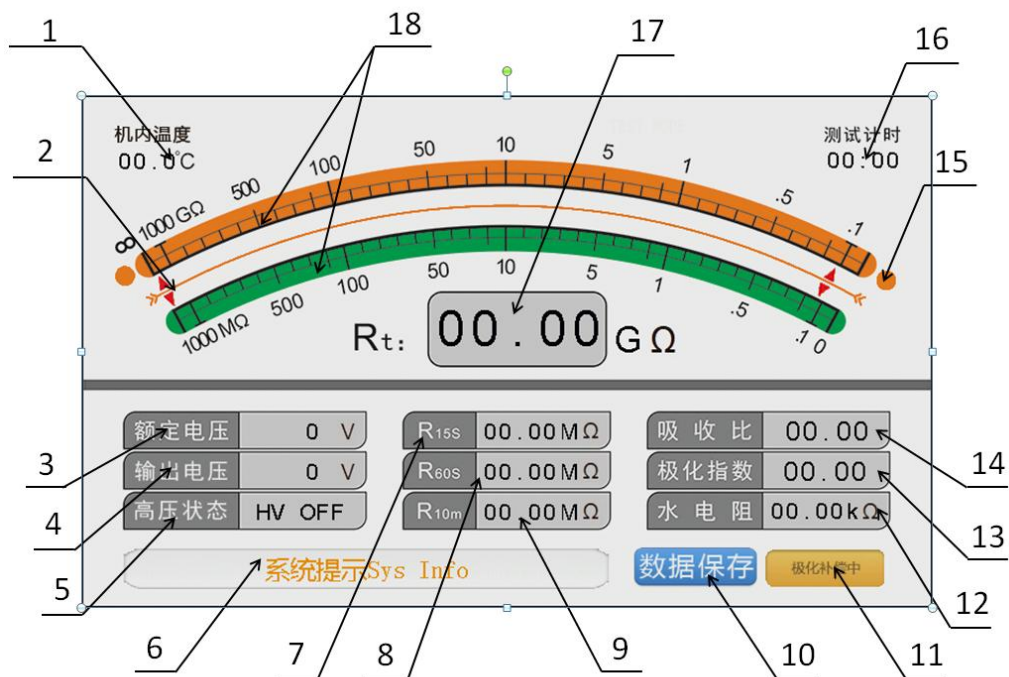 1
18
17
16
机内温度
00.0℃
测试计时
00:00
2
15
∞ 1000 GΩ 500 100 50 10 5 1 .5 .1
1000 MΩ 500 100 50 10 5 1 .5 .1 0
Rt: 00.00 GΩ
额定电压 0 V
R15S 00.00MΩ
吸收比 00.00
3
14
输出电压 0 V
R60S 00.00MΩ
极化指数 00.00
4
13
高压状态 HV OFF
R10m 00.00MΩ
水电阻 00.00kΩ
5
12
系统提示Sys Info
数据保存
极化补偿中
6
7
8
9
10
11